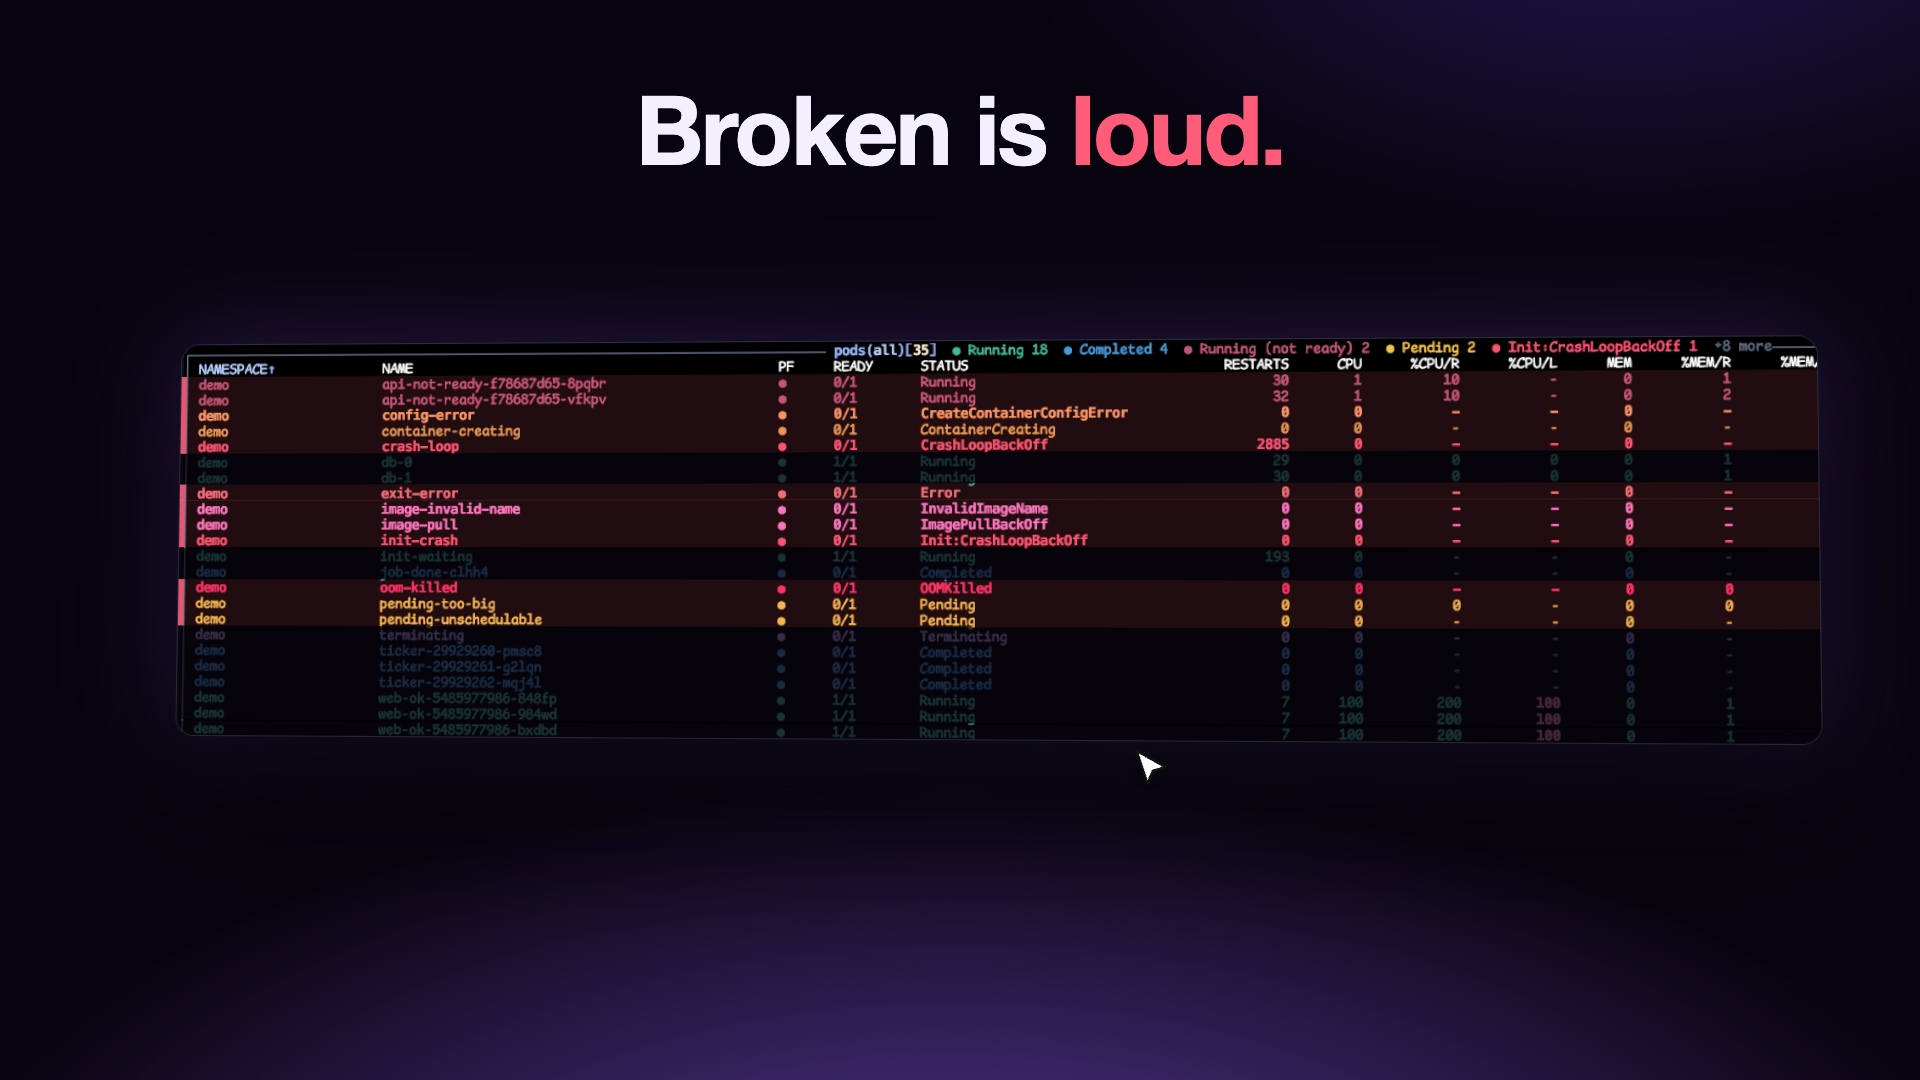 Broken is loud.
pods(all)[35] ● Running 18 ● Completed 4 ● Running (not ready) 2 ● Pending 2 ● Init:CrashLoopBackOff 1 +8 more
NAMESPACE↑ NAME PF READY STATUS RESTARTS CPU %CPU/R %CPU/L MEM %MEM/R %MEM/
demo api-not-ready-f78687d65-8pqbr ● 0/1 Running 30 1 10 - 0 1
demo api-not-ready-f78687d65-vfkpv ● 0/1 Running 32 1 10 - 0 2
demo config-error ● 0/1 CreateContainerConfigError 0 0 - - 0 -
demo container-creating ● 0/1 ContainerCreating 0 0 - - 0 -
demo crash-loop ● 0/1 CrashLoopBackOff 2885 0 - - 0 -
demo db-0 ● 1/1 Running 29 0 0 0 0 1
demo db-1 ● 1/1 Running 30 0 0 0 0 1
demo exit-error ● 0/1 Error 0 0 - - 0 -
demo image-invalid-name ● 0/1 InvalidImageName 0 0 - - 0 -
demo image-pull ● 0/1 ImagePullBackOff 0 0 - - 0 -
demo init-crash ● 0/1 Init:CrashLoopBackOff 0 0 - - 0 -
demo init-waiting ● 1/1 Running 193 0 - - 0 -
demo job-done-clhh4 ● 0/1 Completed 0 0 - - 0 -
demo oom-killed ● 0/1 OOMKilled 0 0 - - 0 0
demo pending-too-big ● 0/1 Pending 0 0 0 - 0 0
demo pending-unschedulable ● 0/1 Pending 0 0 - - 0 -
demo terminating ● 0/1 Terminating 0 0 - - 0 -
demo ticker-29929260-pmsc8 ● 0/1 Completed 0 0 - - 0 -
demo ticker-29929261-g2lqn ● 0/1 Completed 0 0 - - 0 -
demo ticker-29929262-mqj4l ● 0/1 Completed 0 0 - - 0 -
demo web-ok-5485977986-848fp ● 1/1 Running 7 100 200 100 0 1
demo web-ok-5485977986-984wd ● 1/1 Running 7 100 200 100 0 1
demo web-ok-5485977986-bxdbd ● 1/1 Running 7 100 200 100 0 1